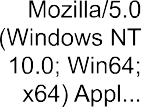 Mozilla/5.0
(Windows NT
10.0; Win64;
x64) Appl...